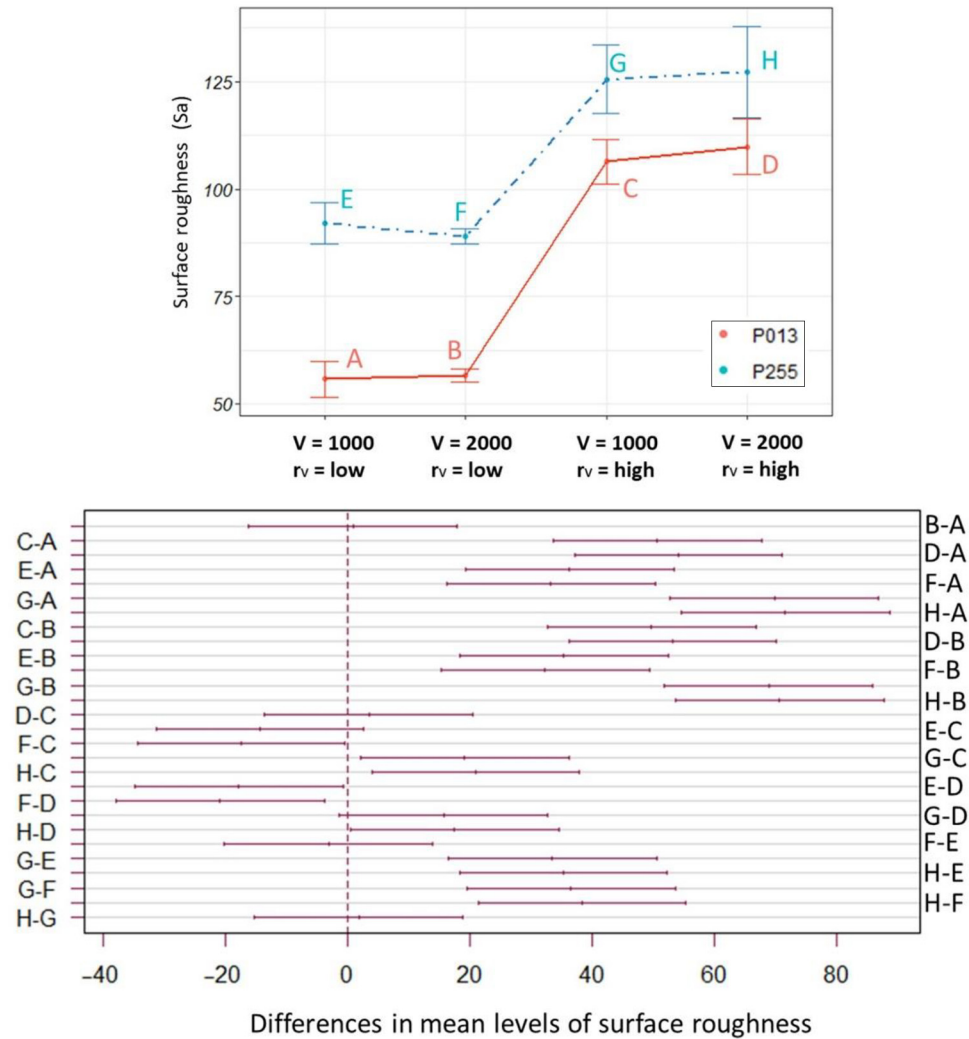 Surface roughness (Sa)
125
100
75
50
E
F
G
H
A
B
C
D
P013
P255
V = 1000
rv = low
V = 2000
rv = low
V = 1000
rv = high
V = 2000
rv = high
B-A
C-A
D-A
E-A
F-A
G-A
H-A
C-B
D-B
E-B
F-B
G-B
H-B
D-C
E-C
F-C
G-C
H-C
E-D
F-D
G-D
H-D
F-E
G-E
H-E
G-F
H-F
H-G
−40
−20
0
20
40
60
80
Differences in mean levels of surface roughness